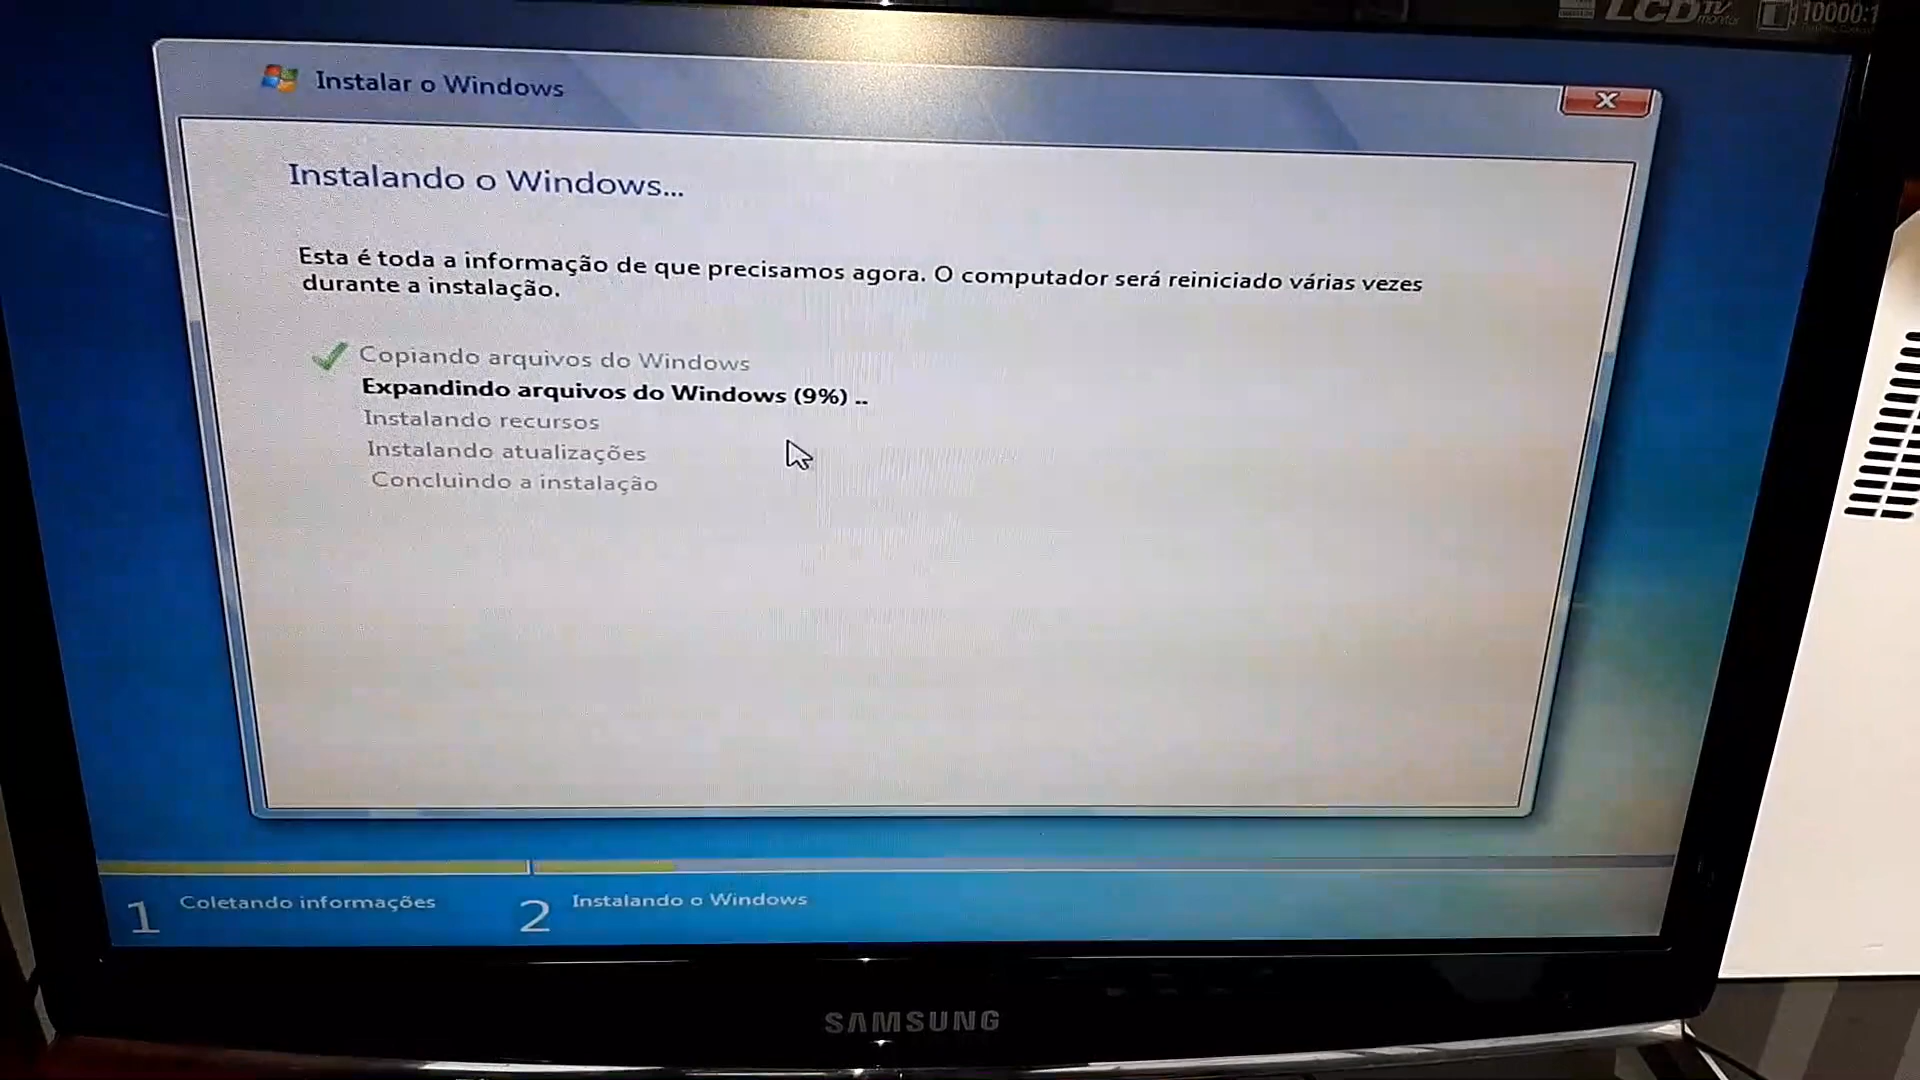 LCD TV monitor 10000:1
Instalar o Windows
Instalando o Windows...
Esta é toda a informação de que precisamos agora. O computador será reiniciado várias vezes
durante a instalação.
Copiando arquivos do Windows
Expandindo arquivos do Windows (9%) ..
Instalando recursos
Instalando atualizações
Concluindo a instalação
1 Coletando informações 2 Instalando o Windows
SAMSUNG